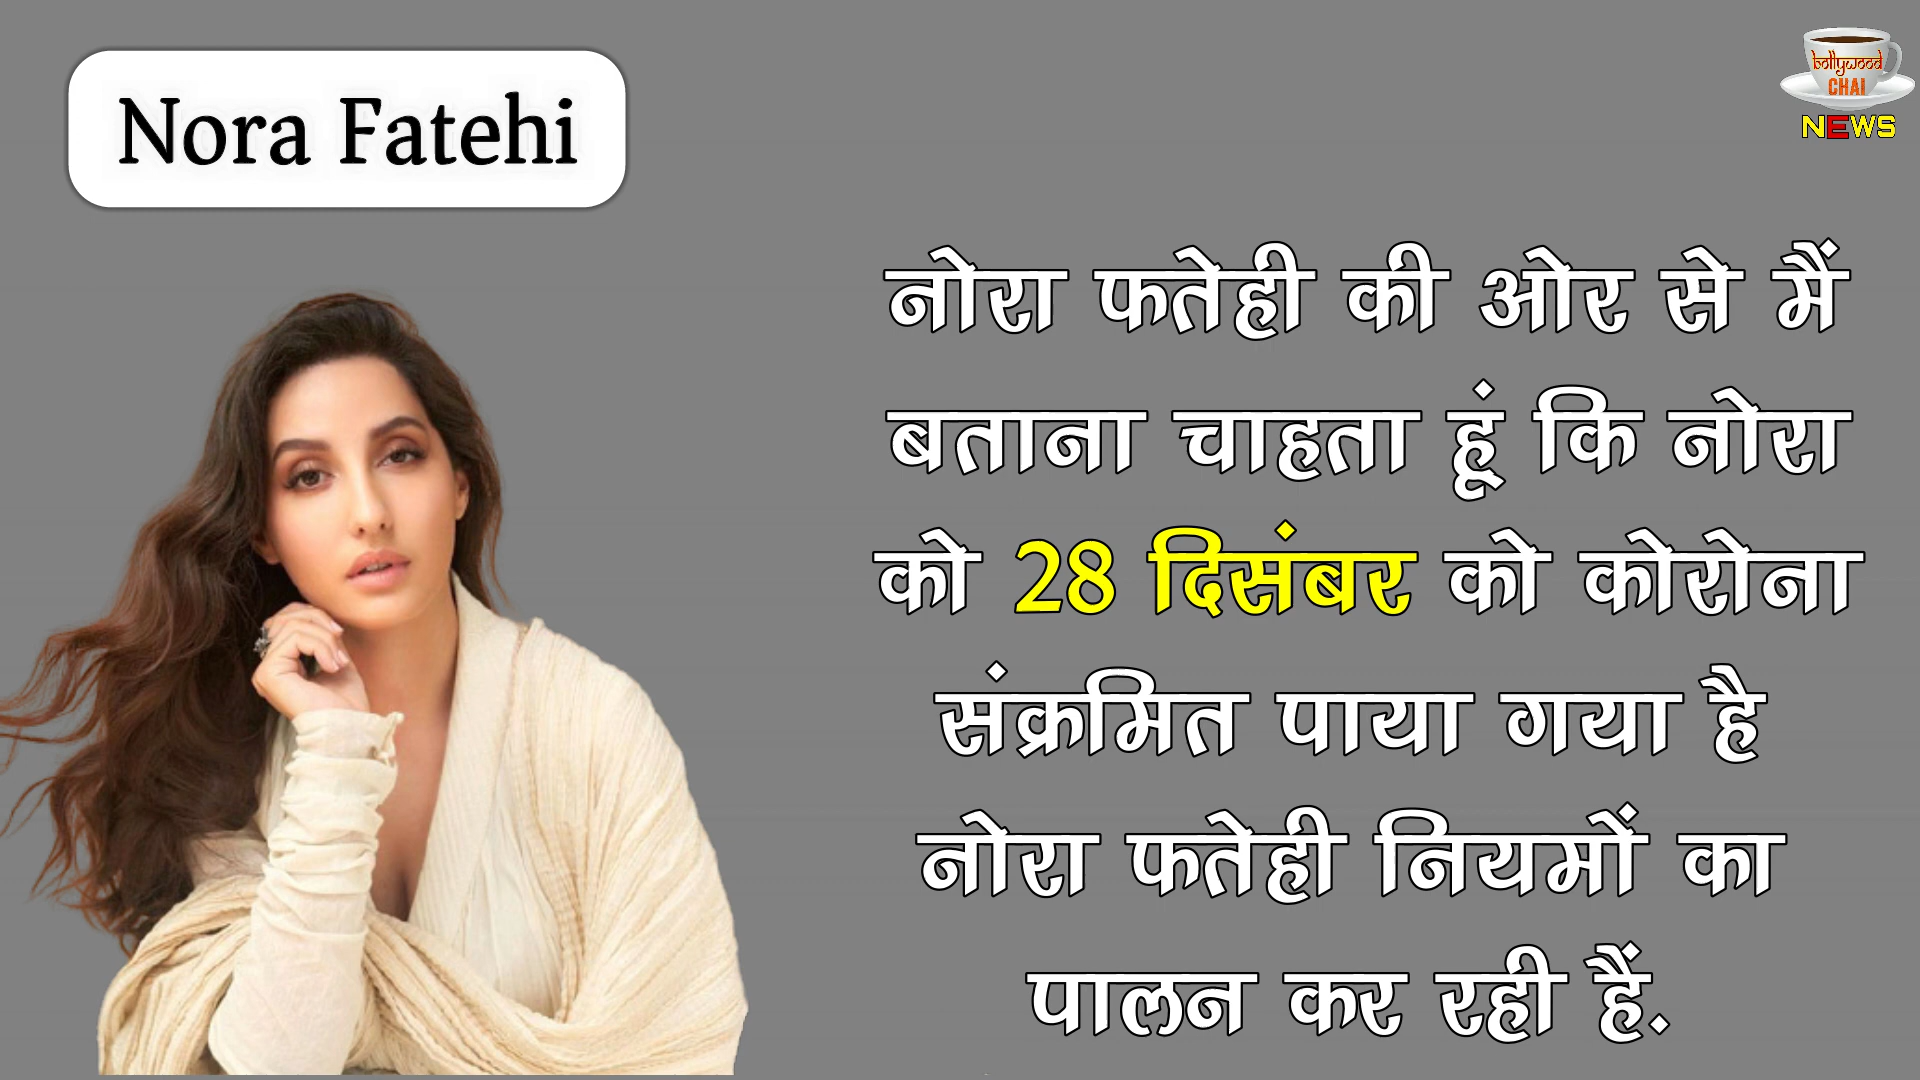 Nora Fatehi
bollywood
CHAI
NEWS
नोरा फतेही की ओर से मैं
बताना चाहता हूं कि नोरा
को 28 दिसंबर को कोरोना
संक्रमित पाया गया है
नोरा फतेही नियमों का
पालन कर रही हैं.